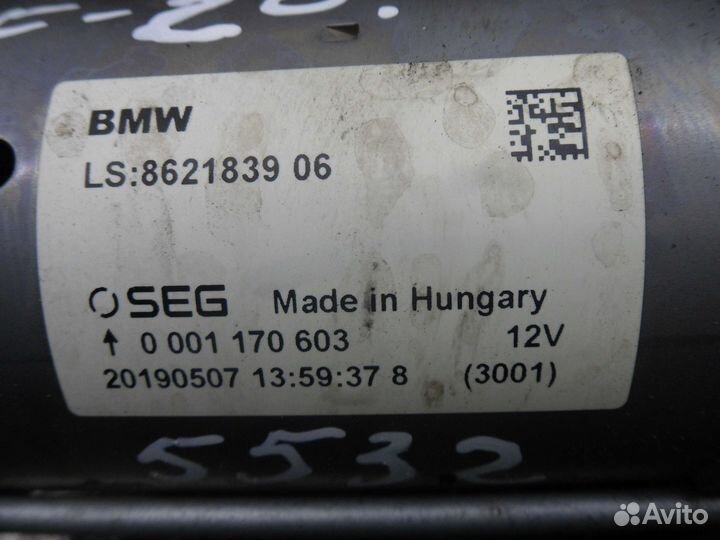 BMW
LS:8621839 06
SEG Made in Hungary
↑ 0 001 170 603 12V
20190507 13:59:37 8 (3001)
5532
Avito